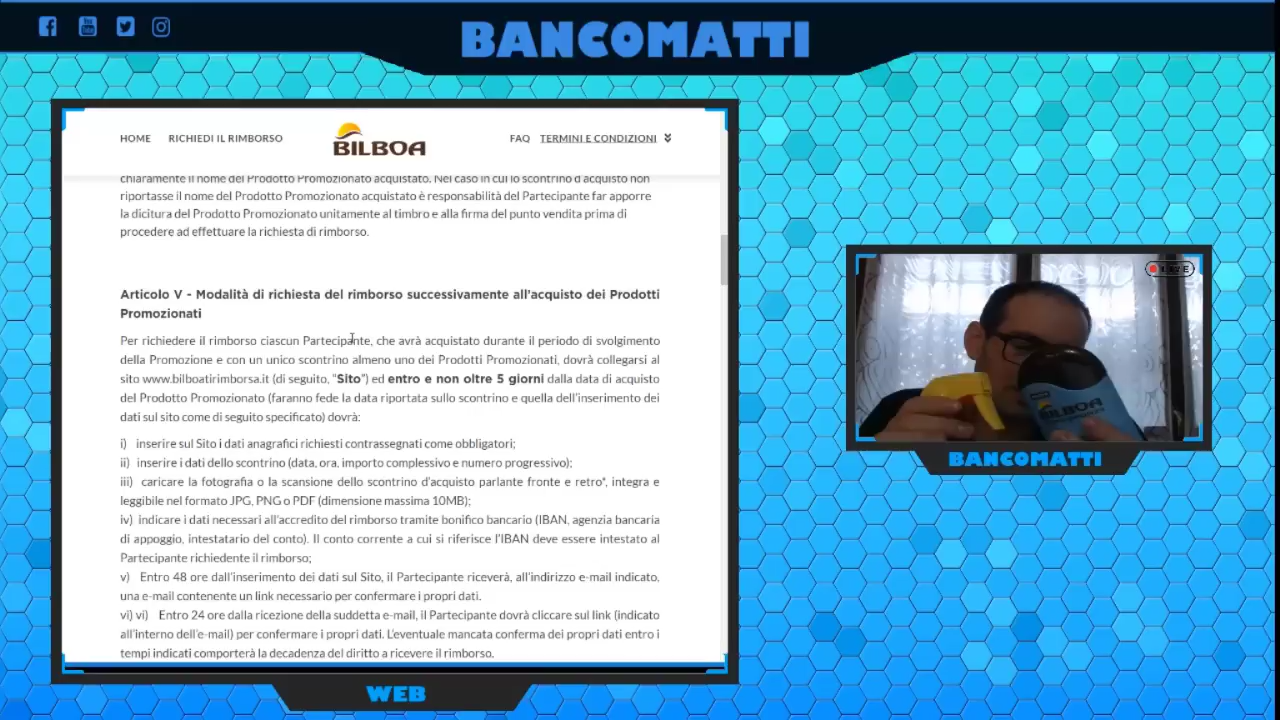 BANCOMATTI
HOME
RICHIEDI IL RIMBORSO
BILBOA
FAQ
TERMINI E CONDIZIONI
chiaramente il nome del Prodotto Promozionato acquistato. Nel caso in cui lo scontrino d'acquisto non
riportasse il nome del Prodotto Promozionato acquistato è responsabilità del Partecipante far apporre
la dicitura del Prodotto Promozionato unitamente al timbro e alla firma del punto vendita prima di
procedere ad effettuare la richiesta di rimborso.
Articolo V - Modalità di richiesta del rimborso successivamente all'acquisto dei Prodotti
Promozionati
Per richiedere il rimborso ciascun Partecipante, che avrà acquistato durante il periodo di svolgimento
della Promozione e con un unico scontrino almeno uno dei Prodotti Promozionati, dovrà collegarsi al
sito www.bilboatirimborsa.it (di seguito, "Sito") ed entro e non oltre 5 giorni dalla data di acquisto
del Prodotto Promozionato (faranno fede la data riportata sullo scontrino e quella dell'inserimento dei
dati sul sito come di seguito specificato) dovrà:
i) inserire sul Sito i dati anagrafici richiesti contrassegnati come obbligatori;
ii) inserire i dati dello scontrino (data, ora, importo complessivo e numero progressivo);
iii) caricare la fotografia o la scansione dello scontrino d'acquisto parlante fronte e retro*, integra e
leggibile nel formato JPG, PNG o PDF (dimensione massima 10MB);
iv) indicare i dati necessari all'accredito del rimborso tramite bonifico bancario (IBAN, agenzia bancaria
di appoggio, intestatario del conto). Il conto corrente a cui si riferisce l'IBAN deve essere intestato al
Partecipante richiedente il rimborso;
v) Entro 48 ore dall'inserimento dei dati sul Sito, il Partecipante riceverà, all'indirizzo e-mail indicato,
una e-mail contenente un link necessario per confermare i propri dati.
vi) vi) Entro 24 ore dalla ricezione della suddetta e-mail, il Partecipante dovrà cliccare sul link (indicato
all'interno dell'e-mail) per confermare i propri dati. L'eventuale mancata conferma dei propri dati entro i
tempi indicati comporterà la decadenza del diritto a ricevere il rimborso.
WEB
LIVE
BILBOA
BANCOMATTI